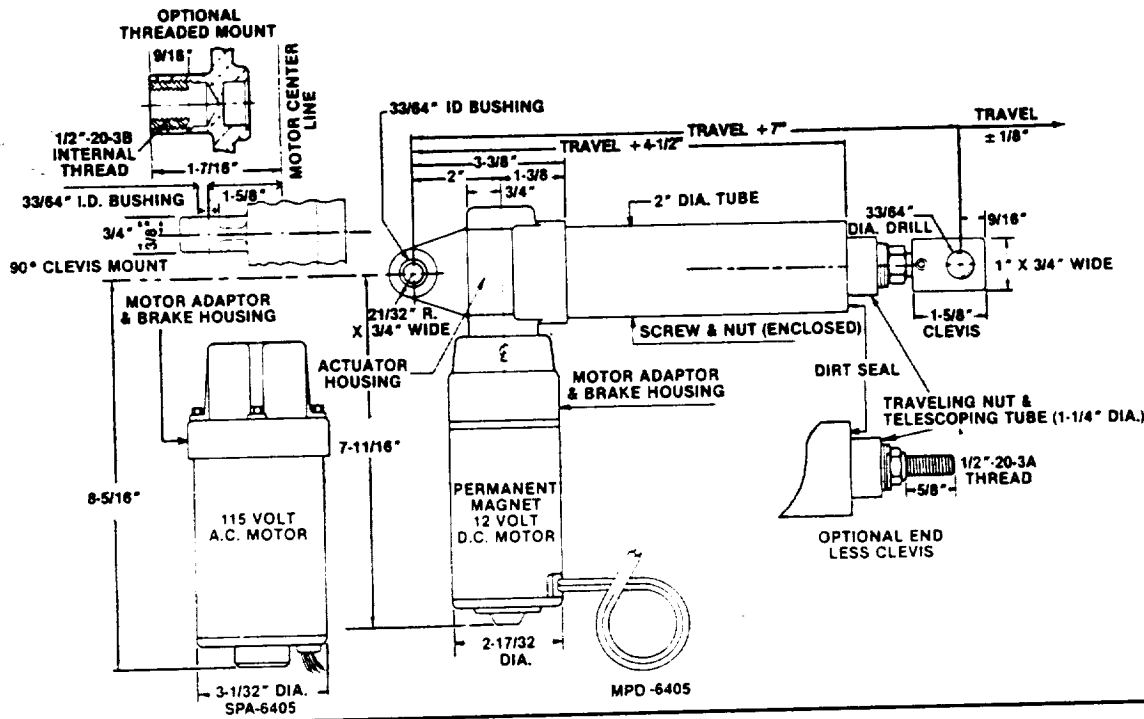 OPTIONAL
THREADED MOUNT
9/16"
MOTOR CENTER
LINE
1/2"-20-3B
INTERNAL
THREAD
1-7/16"
33/64" I.D. BUSHING
1-5/8"
3/4"
3/8"
90° CLEVIS MOUNT
33/64" ID BUSHING
TRAVEL +7"
TRAVEL
± 1/8"
TRAVEL +4-1/2"
3-3/8"
2"
1-3/8
3/4"
2" DIA. TUBE
33/64"
DIA. DRILL
9/16"
1" X 3/4" WIDE
1-5/8"
CLEVIS
21/32" R.
X 3/4" WIDE
SCREW & NUT (ENCLOSED)
MOTOR ADAPTOR
& BRAKE HOUSING
ACTUATOR
HOUSING
MOTOR ADAPTOR
& BRAKE HOUSING
DIRT SEAL
TRAVELING NUT &
TELESCOPING TUBE (1-1/4" DIA.)
7-11/16"
8-5/16"
115 VOLT
A.C. MOTOR
PERMANENT
MAGNET
12 VOLT
D.C. MOTOR
1/2"-20-3A
THREAD
5/8"
OPTIONAL END
LESS CLEVIS
2-17/32
DIA.
3-1/32" DIA.
SPA-6405
MPD -6405